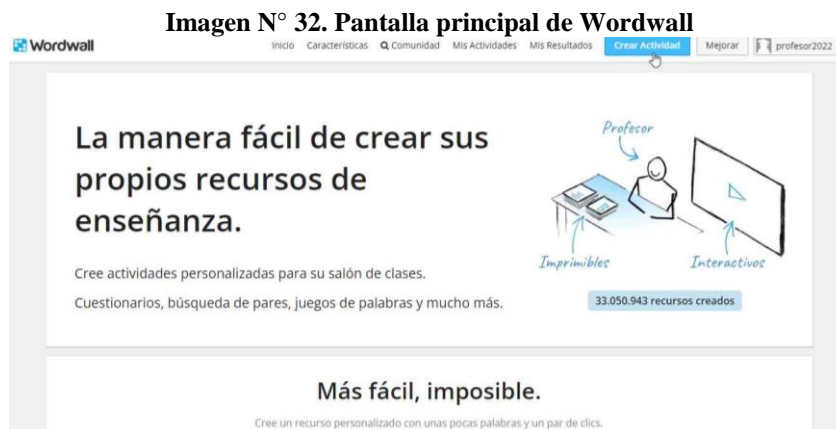 Imagen N° 32. Pantalla principal de Wordwall
Wordwall
Inicio Características Comunidad Mis Actividades Mis Resultados Crear Actividad Mejorar profesor2022
La manera fácil de crear sus
propios recursos de
enseñanza.
Cree actividades personalizadas para su salón de clases.
Cuestionarios, búsqueda de pares, juegos de palabras y mucho más.
Profesor
Imprimibles
Interactivos
33.050.943 recursos creados
Más fácil, imposible.
Cree un recurso personalizado con unas pocas palabras y un par de clics.